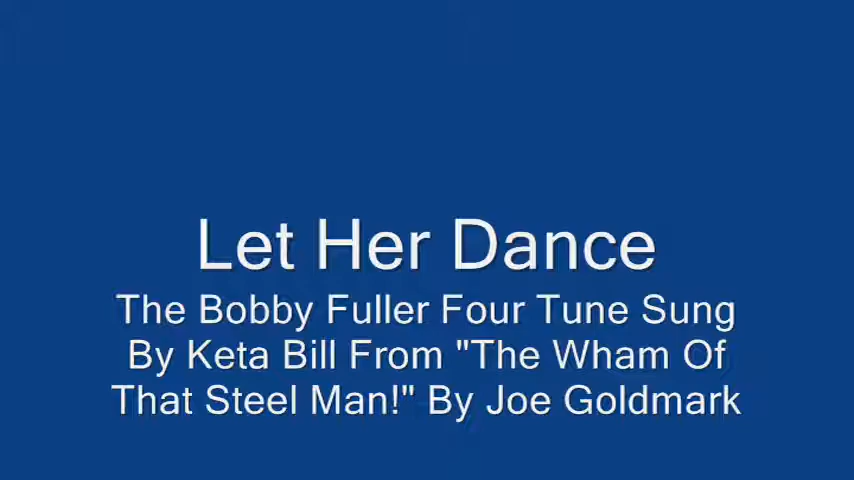 Let Her Dance
The Bobby Fuller Four Tune Sung
By Keta Bill From "The Wham Of
That Steel Man!" By Joe Goldmark